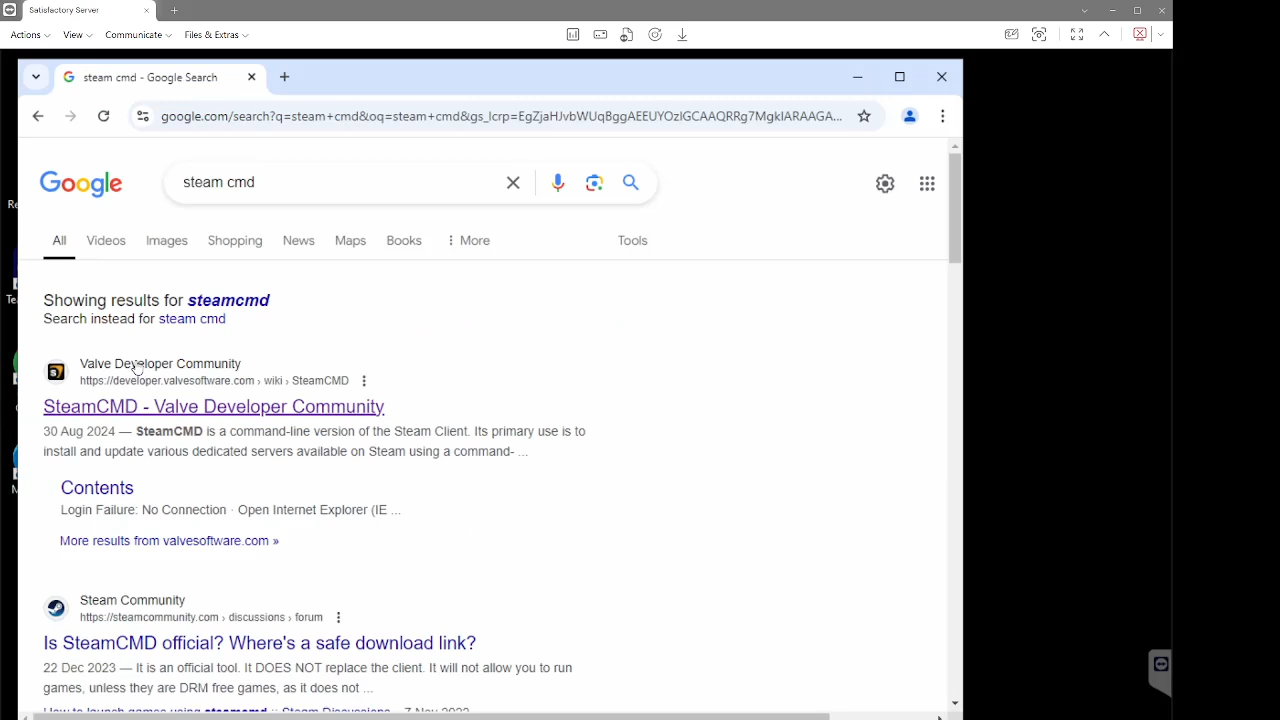 Satisfactory Server
Actions View Communicate Files & Extras
steam cmd - Google Search
google.com/search?q=steam+cmd&oq=steam+cmd&gs_lcrp=EgZjaHJvbWUqBggAEEUYOzIGCAAQRRg7MgkIARAAGA...
Google
steam cmd
All Videos Images Shopping News Maps Books More Tools
Showing results for steamcmd
Search instead for steam cmd
Valve Developer Community
https://developer.valvesoftware.com › wiki › SteamCMD
SteamCMD - Valve Developer Community
30 Aug 2024 — SteamCMD is a command-line version of the Steam Client. Its primary use is to
install and update various dedicated servers available on Steam using a command- ...
Contents
Login Failure: No Connection · Open Internet Explorer (IE ...
More results from valvesoftware.com »
Steam Community
https://steamcommunity.com › discussions › forum
Is SteamCMD official? Where's a safe download link?
22 Dec 2023 — It is an official tool. It DOES NOT replace the client. It will not allow you to run
games, unless they are DRM free games, as it does not ...
How to launch games using steamcmd :: Steam Discussions